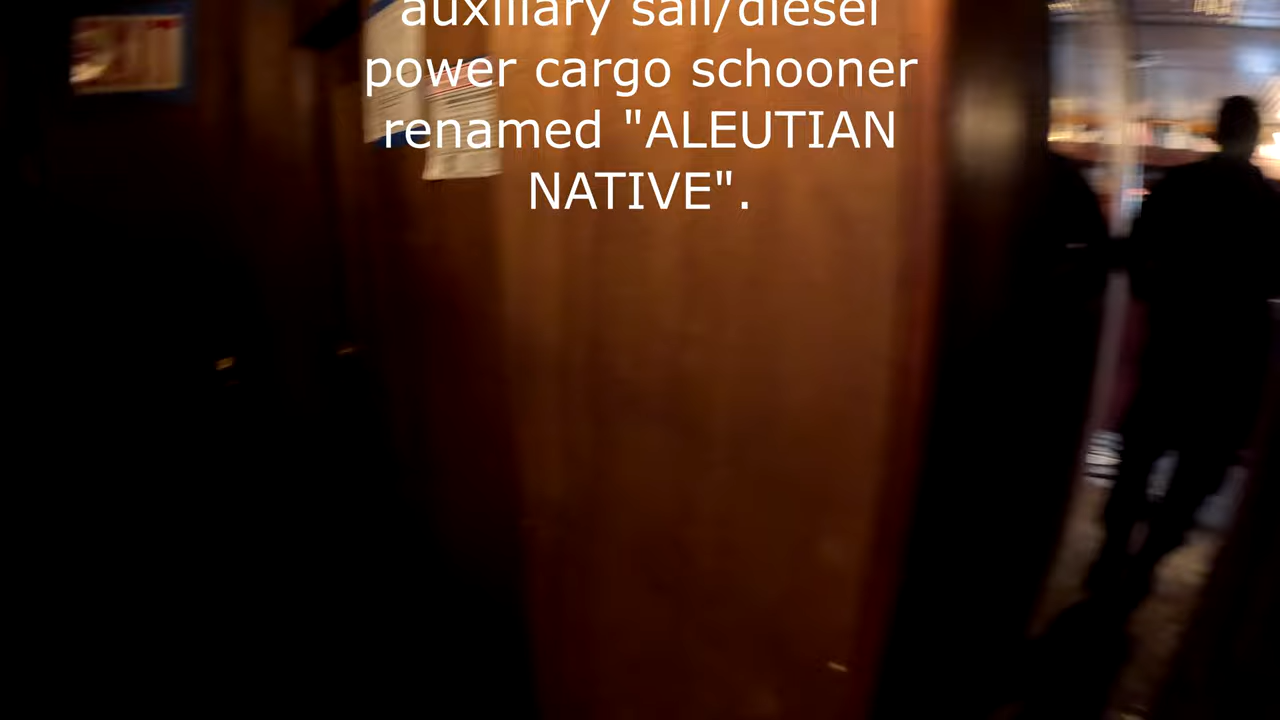 auxiliary sail/diesel
power cargo schooner
renamed "ALEUTIAN
NATIVE".